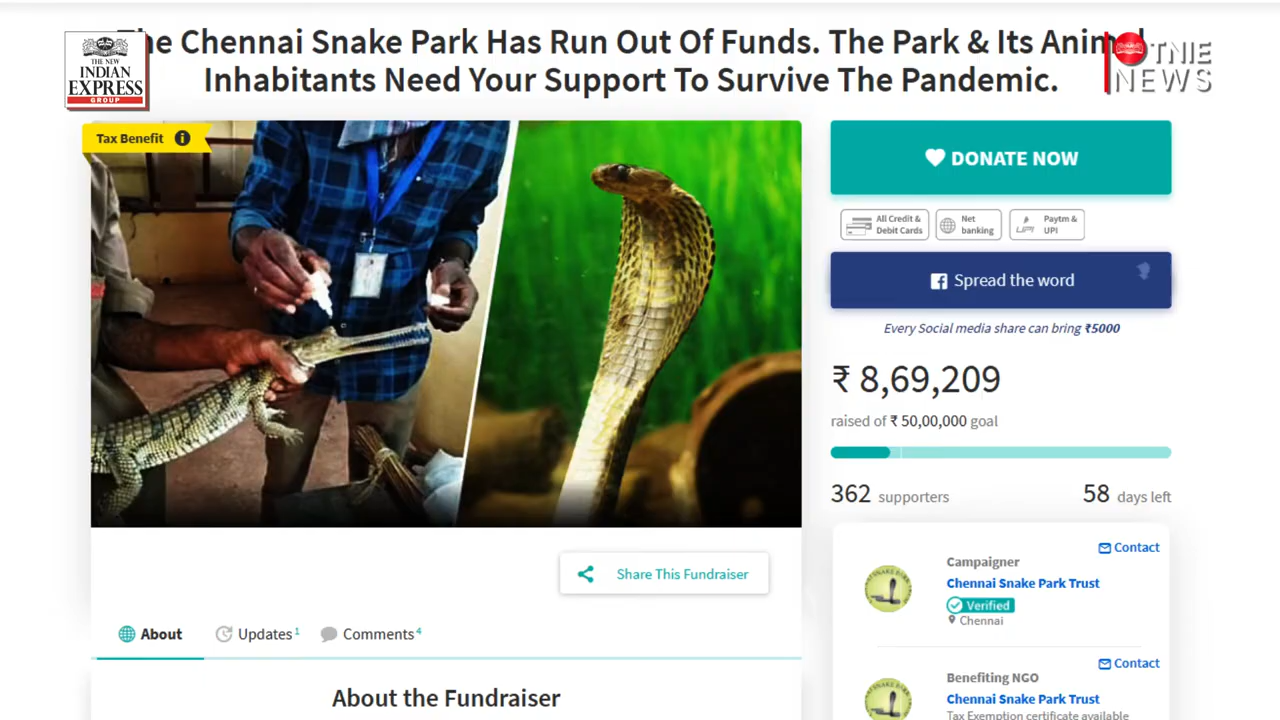 The Chennai Snake Park Has Run Out Of Funds. The Park & Its Animal
Inhabitants Need Your Support To Survive The Pandemic.
THE NEW
INDIAN
EXPRESS
GROUP
TNIE
NEWS
Tax Benefit i
DONATE NOW
All Credit &
Debit Cards
Net
banking
UPI
Paytm &
UPI
Spread the word
Every Social media share can bring ₹5000
₹ 8,69,209
raised of ₹ 50,00,000 goal
362 supporters
58 days left
Share This Fundraiser
About
Updates 1
Comments 4
About the Fundraiser
Contact
Campaigner
Chennai Snake Park Trust
Verified
Chennai
Contact
Benefiting NGO
Chennai Snake Park Trust
Tax Exemption certificate available